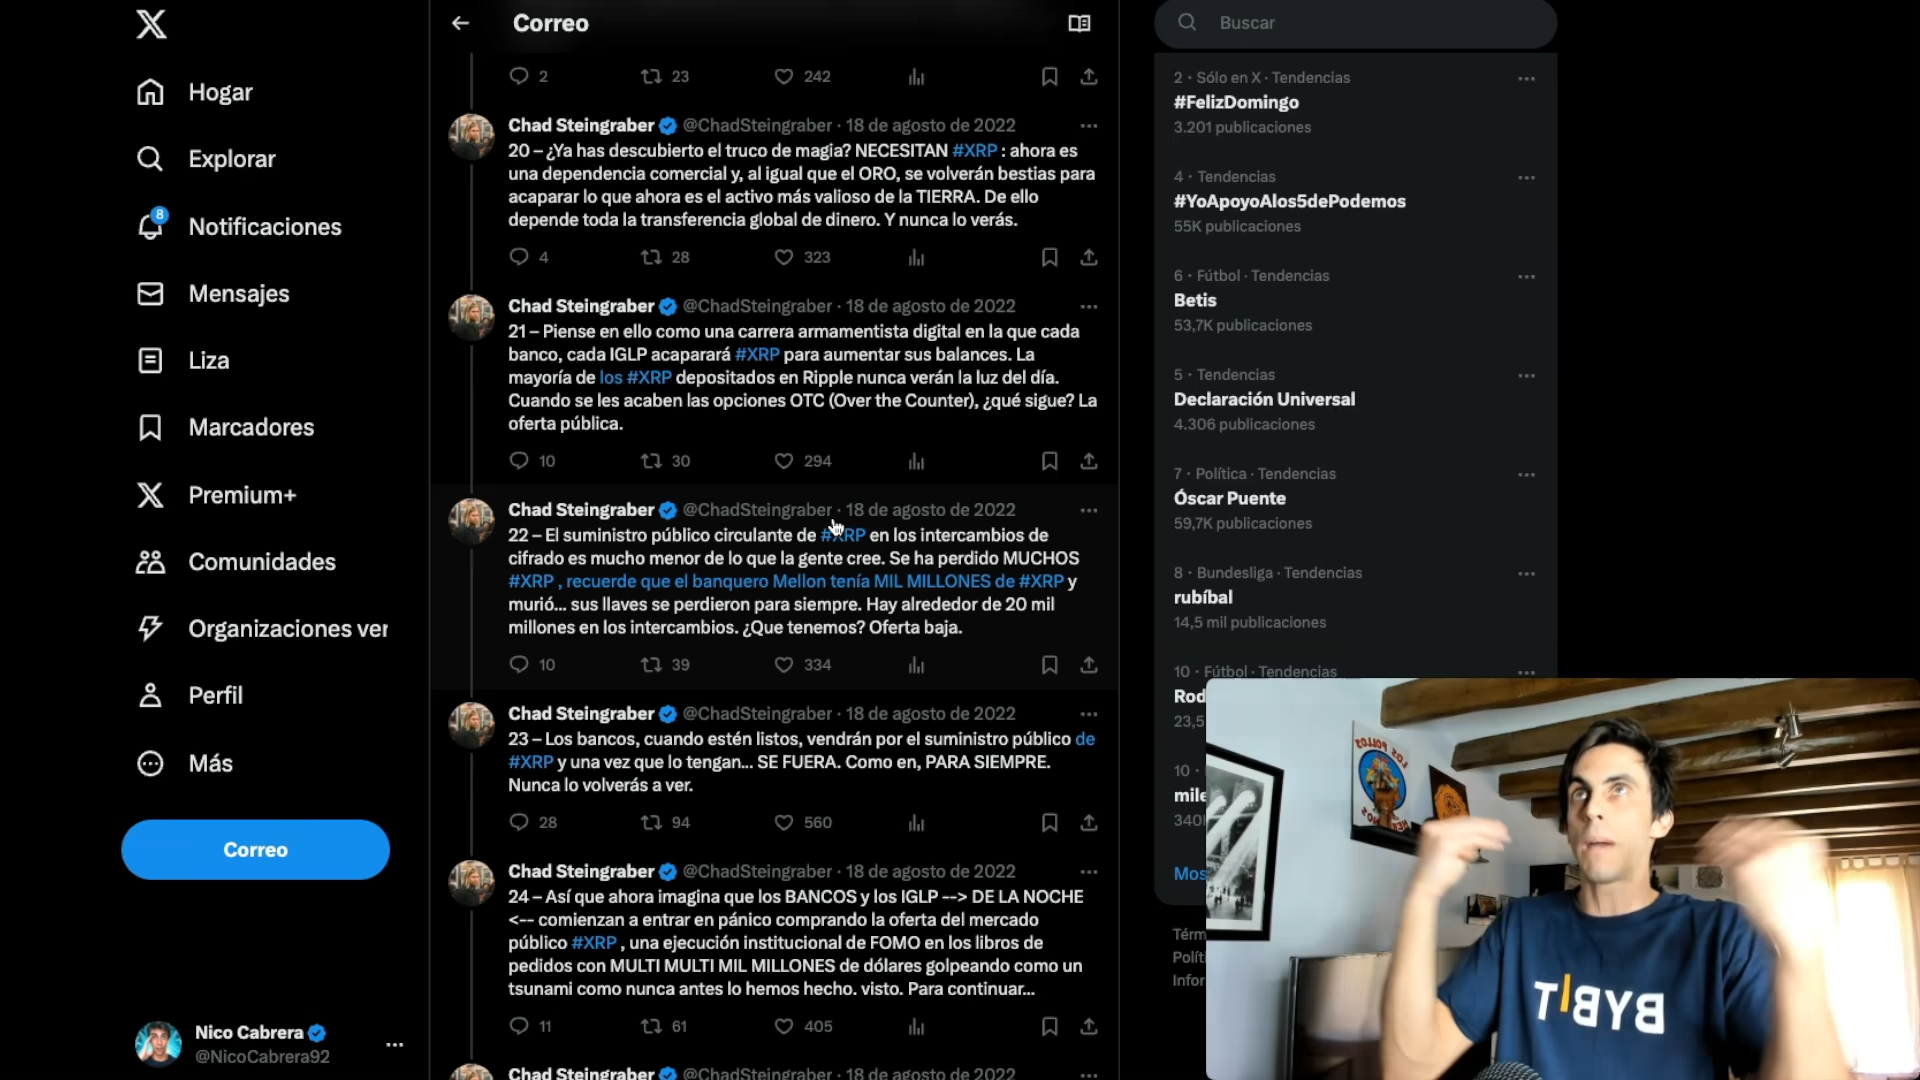 Hogar
Explorar
8
Notificaciones
Mensajes
Liza
Marcadores
Premium+
Comunidades
Organizaciones ver
Perfil
Más
Correo
Nico Cabrera
@NicoCabrera92
Correo
2 23 242
Chad Steingraber @ChadSteingraber · 18 de agosto de 2022
20 – ¿Ya has descubierto el truco de magia? NECESITAN #XRP : ahora es
una dependencia comercial y, al igual que el ORO, se volverán bestias para
acaparar lo que ahora es el activo más valioso de la TIERRA. De ello
depende toda la transferencia global de dinero. Y nunca lo verás.
4 28 323
Chad Steingraber @ChadSteingraber · 18 de agosto de 2022
21 – Piense en ello como una carrera armamentista digital en la que cada
banco, cada IGLP acaparará #XRP para aumentar sus balances. La
mayoría de los #XRP depositados en Ripple nunca verán la luz del día.
Cuando se les acaben las opciones OTC (Over the Counter), ¿qué sigue? La
oferta pública.
10 30 294
Chad Steingraber @ChadSteingraber · 18 de agosto de 2022
22 – El suministro público circulante de #XRP en los intercambios de
cifrado es mucho menor de lo que la gente cree. Se ha perdido MUCHOS
#XRP , recuerde que el banquero Mellon tenía MIL MILLONES de #XRP y
murió... sus llaves se perdieron para siempre. Hay alrededor de 20 mil
millones en los intercambios. ¿Que tenemos? Oferta baja.
10 39 334
Chad Steingraber @ChadSteingraber · 18 de agosto de 2022
23 – Los bancos, cuando estén listos, vendrán por el suministro público de
#XRP y una vez que lo tengan... SE FUERA. Como en, PARA SIEMPRE.
Nunca lo volverás a ver.
28 94 560
Chad Steingraber @ChadSteingraber · 18 de agosto de 2022
24 – Así que ahora imagina que los BANCOS y los IGLP --> DE LA NOCHE
<-- comienzan a entrar en pánico comprando la oferta del mercado
público #XRP , una ejecución institucional de FOMO en los libros de
pedidos con MULTI MULTI MIL MILLONES de dólares golpeando como un
tsunami como nunca antes lo hemos hecho. visto. Para continuar...
11 61 405
Chad Steingraber @ChadSteingraber · 18 de agosto de 2022
Buscar
2 · Sólo en X · Tendencias
#FelizDomingo
3.201 publicaciones
4 · Tendencias
#YoApoyoAlos5dePodemos
55K publicaciones
6 · Fútbol · Tendencias
Betis
53,7K publicaciones
5 · Tendencias
Declaración Universal
4.306 publicaciones
7 · Política · Tendencias
Óscar Puente
59,7K publicaciones
8 · Bundesliga · Tendencias
rubíbal
14,5 mil publicaciones
10 · Fútbol · Tendencias
Rod
23,5
10 ·
mile
340
Mos
Térm
Polít
Infor
LOS POLLOS
HERMANOS
BYBIT